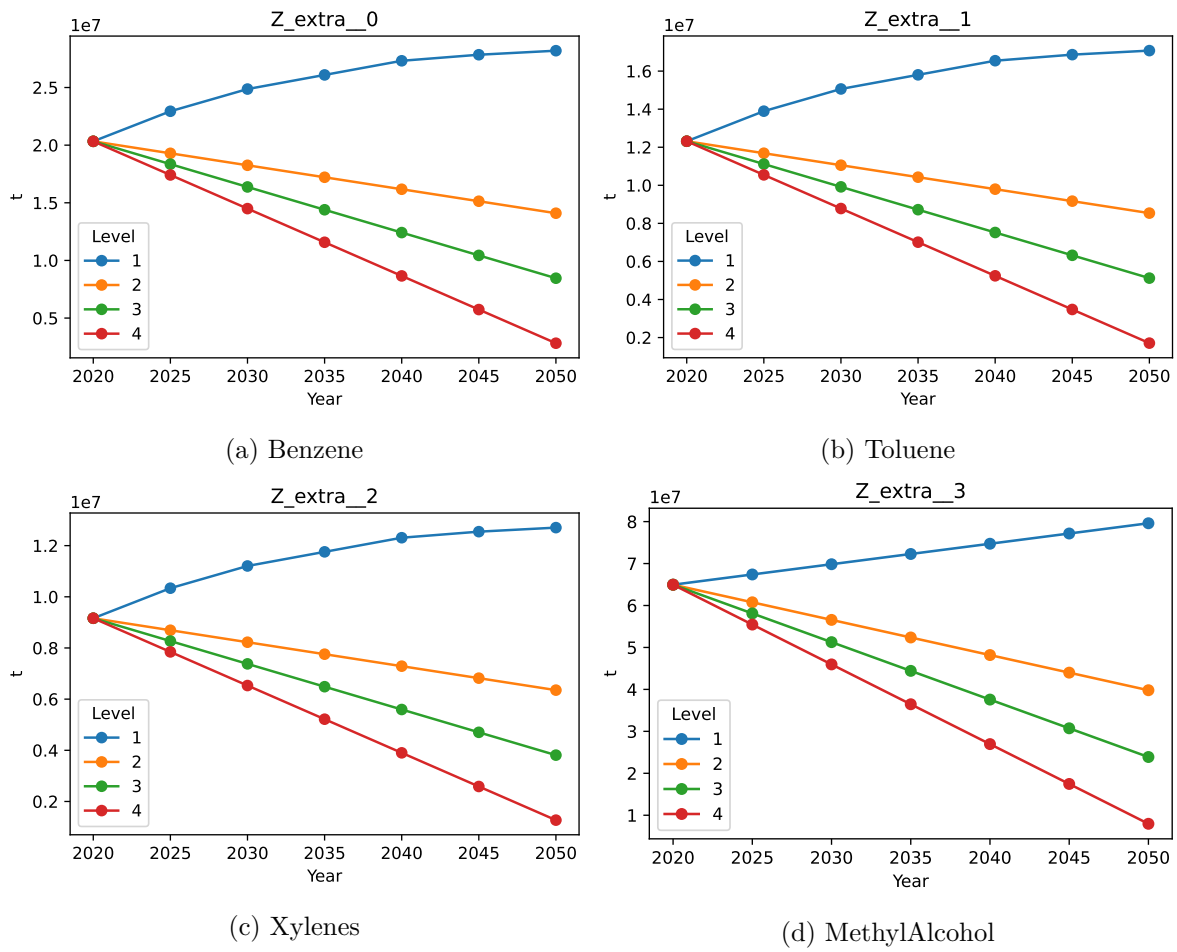 Z_extra__0
1e7
2.5
2.0
1.5
1.0
0.5
t
Level
1
2
3
4
2020 2025 2030 2035 2040 2045 2050
Year
(a) Benzene
Z_extra__1
1e7
1.6
1.4
1.2
1.0
0.8
0.6
0.4
0.2
t
Level
1
2
3
4
2020 2025 2030 2035 2040 2045 2050
Year
(b) Toluene
Z_extra__2
1e7
1.2
1.0
0.8
0.6
0.4
0.2
t
Level
1
2
3
4
2020 2025 2030 2035 2040 2045 2050
Year
(c) Xylenes
Z_extra__3
1e7
8
7
6
5
4
3
2
1
t
Level
1
2
3
4
2020 2025 2030 2035 2040 2045 2050
Year
(d) MethylAlcohol